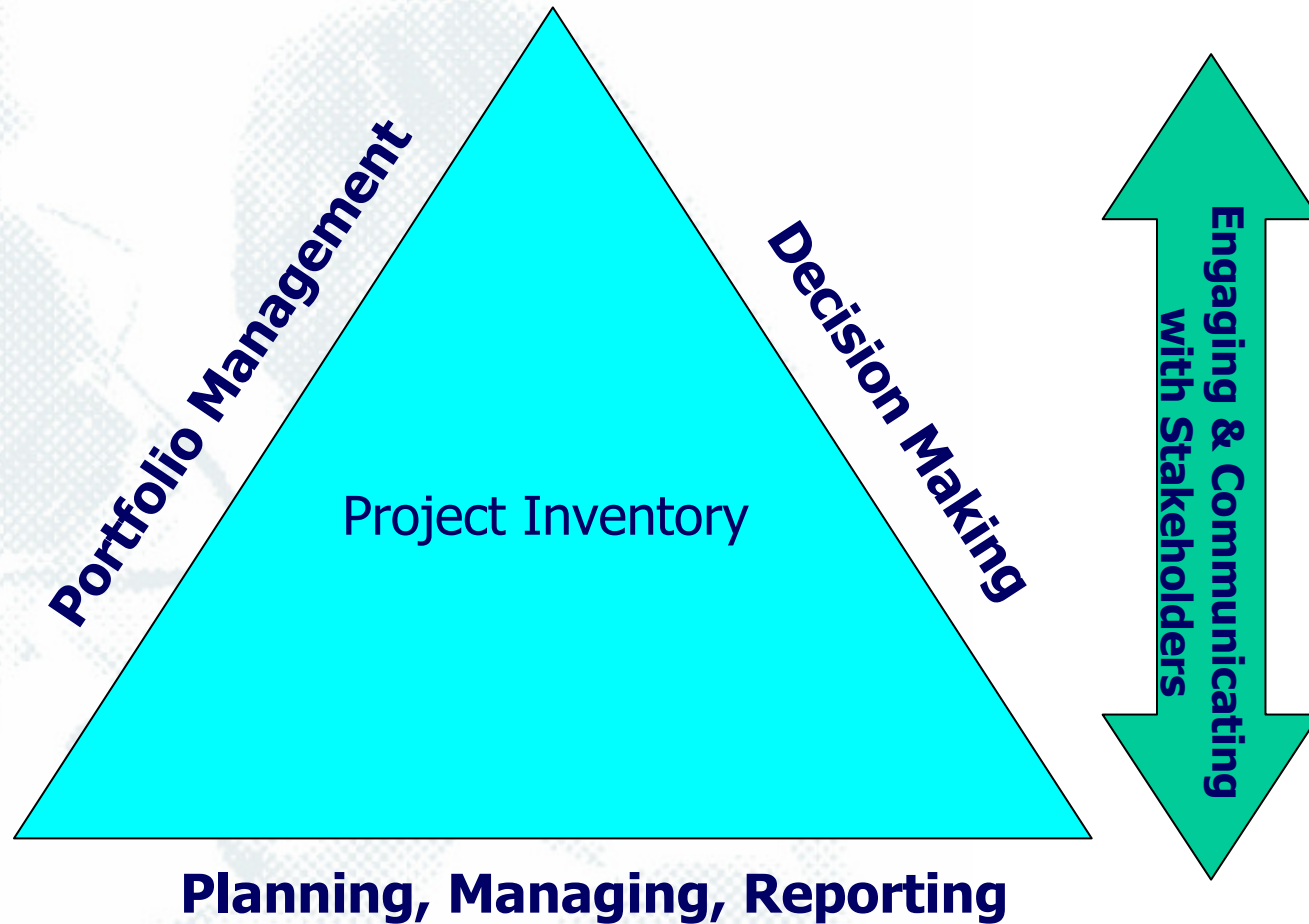 Portfolio Management
Decision Making
Project Inventory
Planning, Managing, Reporting
Engaging & Communicating
with Stakeholders